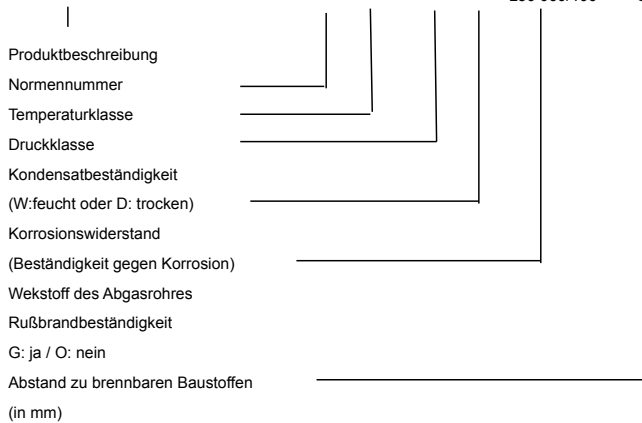 Produktbeschreibung
Normennummer
Temperaturklasse
Druckklasse
Kondensatbeständigkeit
(W:feucht oder D: trocken)
Korrosionswiderstand
(Beständigkeit gegen Korrosion)
Wekstoff des Abgasrohres
Rußbrandbeständigkeit
G: ja / O: nein
Abstand zu brennbaren Baustoffen
(in mm)